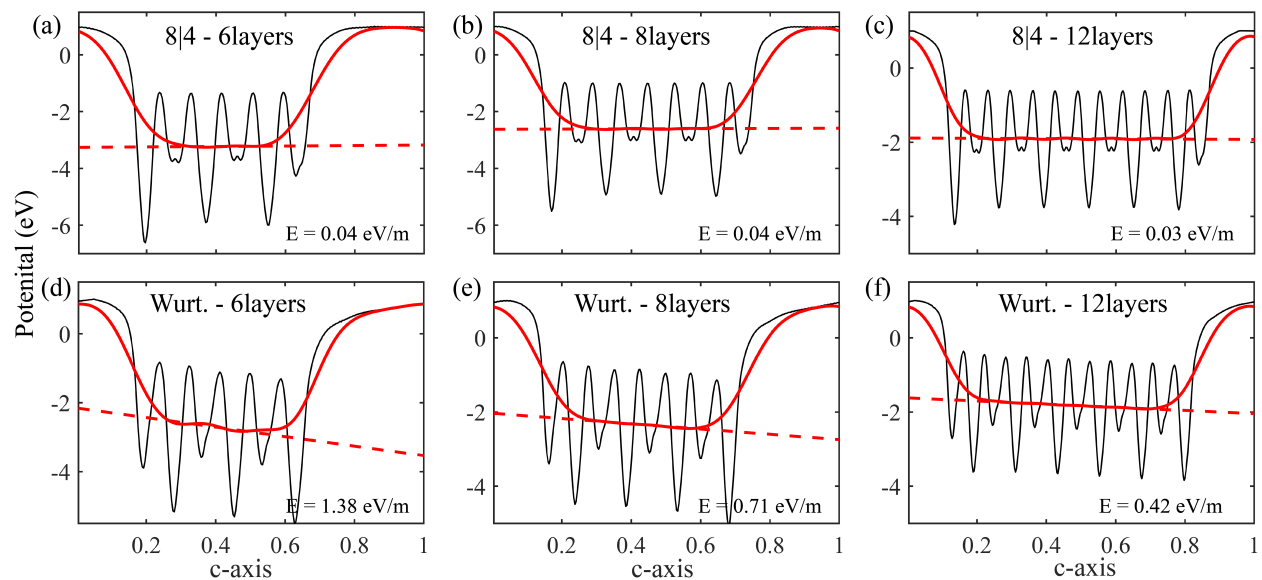 (a)
8|4 - 6layers
0
-2
-4
-6
E = 0.04 eV/m
(b)
8|4 - 8layers
0
-2
-4
-6
E = 0.04 eV/m
(c)
8|4 - 12layers
0
-2
-4
E = 0.03 eV/m
Potenital (eV)
(d)
Wurt. - 6layers
0
-2
-4
E = 1.38 eV/m
0.2 0.4 0.6 0.8 1
c-axis
(e)
Wurt. - 8layers
0
-2
-4
E = 0.71 eV/m
0.2 0.4 0.6 0.8 1
c-axis
(f)
Wurt. - 12layers
0
-2
-4
E = 0.42 eV/m
0.2 0.4 0.6 0.8 1
c-axis